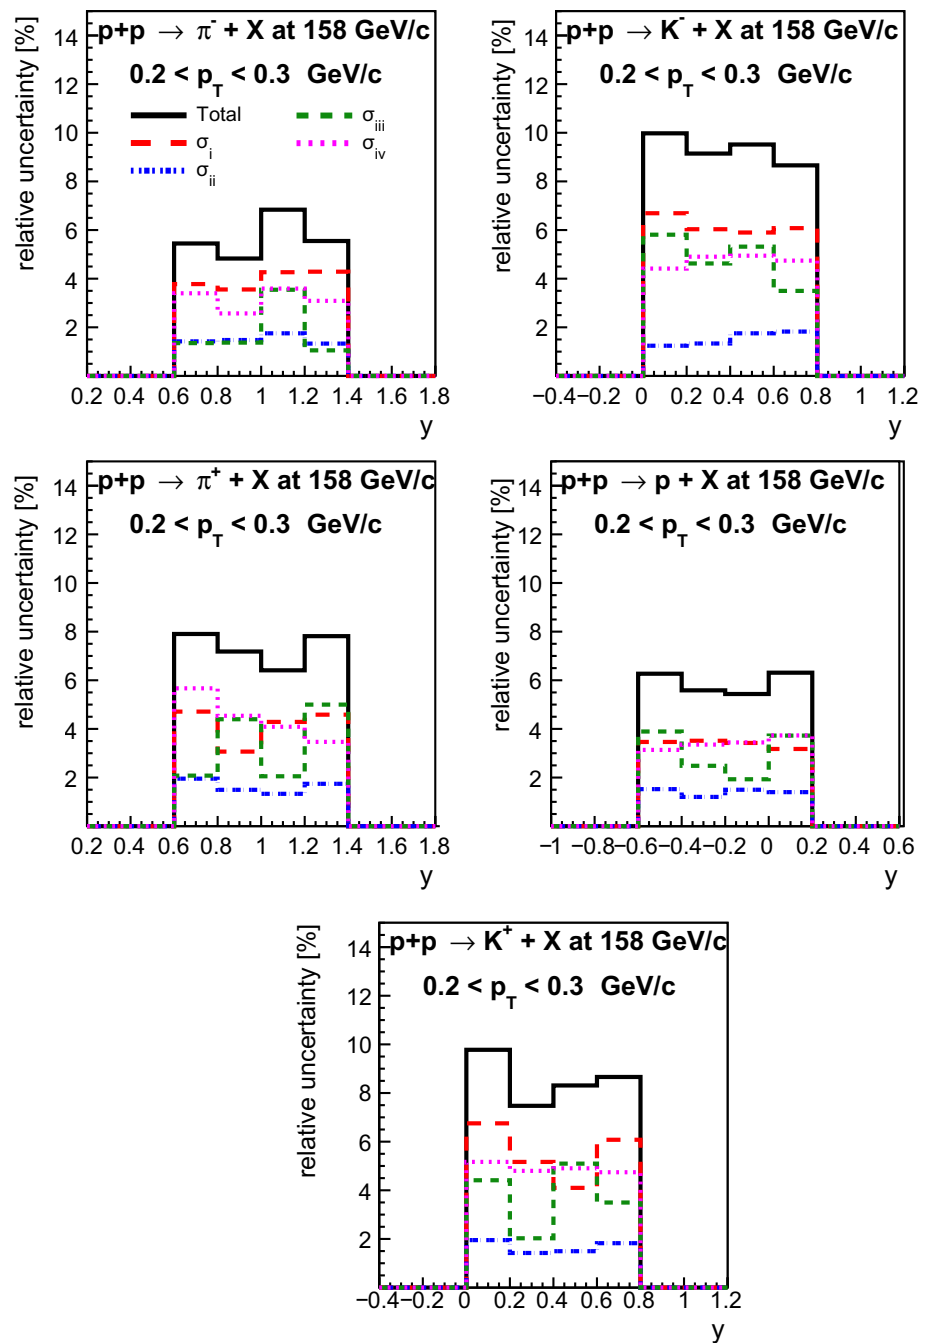 p+p → π⁻ + X at 158 GeV/c
0.2 < p_T < 0.3 GeV/c
Total
σ_i
σ_ii
σ_iii
σ_iv
relative uncertainty [%]
14
12
10
8
6
4
2
0.2 0.4 0.6 0.8 1 1.2 1.4 1.6 1.8
y
p+p → K⁻ + X at 158 GeV/c
0.2 < p_T < 0.3 GeV/c
relative uncertainty [%]
14
12
10
8
6
4
2
−0.4 −0.2 0 0.2 0.4 0.6 0.8 1 1.2
y
p+p → π⁺ + X at 158 GeV/c
0.2 < p_T < 0.3 GeV/c
relative uncertainty [%]
14
12
10
8
6
4
2
0.2 0.4 0.6 0.8 1 1.2 1.4 1.6 1.8
y
p+p → p + X at 158 GeV/c
0.2 < p_T < 0.3 GeV/c
relative uncertainty [%]
14
12
10
8
6
4
2
−1 −0.8 −0.6 −0.4 −0.2 0 0.2 0.4 0.6
y
p+p → K⁺ + X at 158 GeV/c
0.2 < p_T < 0.3 GeV/c
relative uncertainty [%]
14
12
10
8
6
4
2
−0.4 −0.2 0 0.2 0.4 0.6 0.8 1 1.2
y